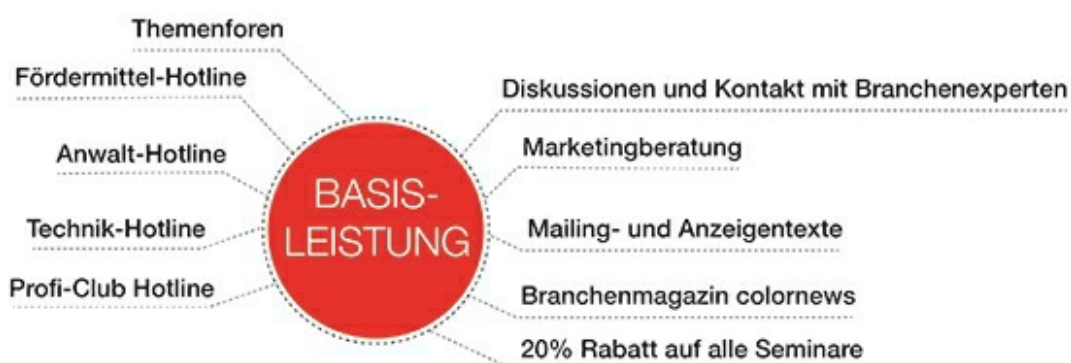 Themenforen
Fördermittel-Hotline
Anwalt-Hotline
Technik-Hotline
Profi-Club Hotline
BASIS-
LEISTUNG
Diskussionen und Kontakt mit Branchenexperten
Marketingberatung
Mailing- und Anzeigentexte
Branchenmagazin colornews
20% Rabatt auf alle Seminare